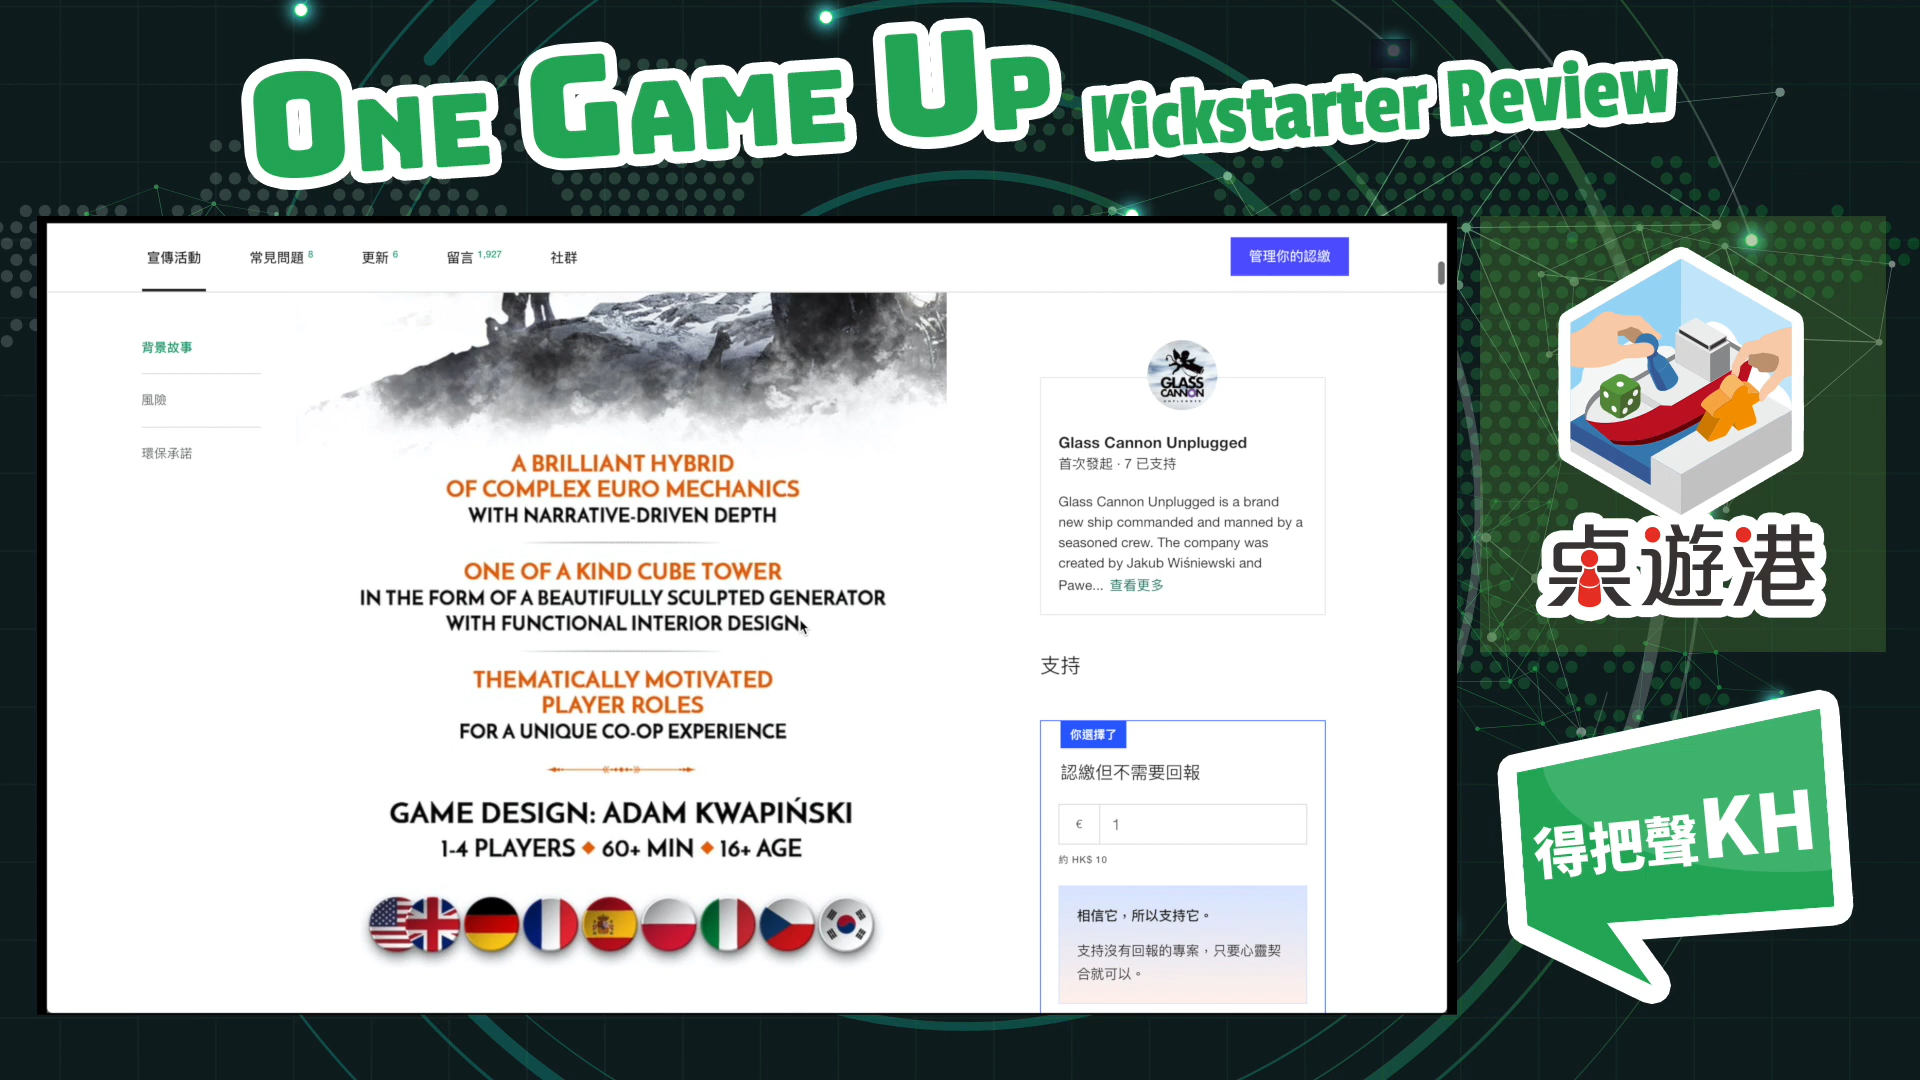 One Game Up Kickstarter Review
宣傳活動
常見問題 8
更新 6
留言 1,927
社群
管理你的認繳
背景故事
風險
環保承諾
A BRILLIANT HYBRID
OF COMPLEX EURO MECHANICS
WITH NARRATIVE-DRIVEN DEPTH
ONE OF A KIND CUBE TOWER
IN THE FORM OF A BEAUTIFULLY SCULPTED GENERATOR
WITH FUNCTIONAL INTERIOR DESIGN
THEMATICALLY MOTIVATED
PLAYER ROLES
FOR A UNIQUE CO-OP EXPERIENCE
GAME DESIGN: ADAM KWAPIŃSKI
1-4 PLAYERS ◆ 60+ MIN ◆ 16+ AGE
GLASS
CANNON
UNPLUGGED
Glass Cannon Unplugged
首次發起 · 7 已支持
Glass Cannon Unplugged is a brand
new ship commanded and manned by a
seasoned crew. The company was
created by Jakub Wiśniewski and
Pawe... 查看更多
支持
你選擇了
認繳但不需要回報
€ 1
約 HK$ 10
相信它，所以支持它。
支持沒有回報的專案，只要心靈契
合就可以。
桌遊港
得把聲KH